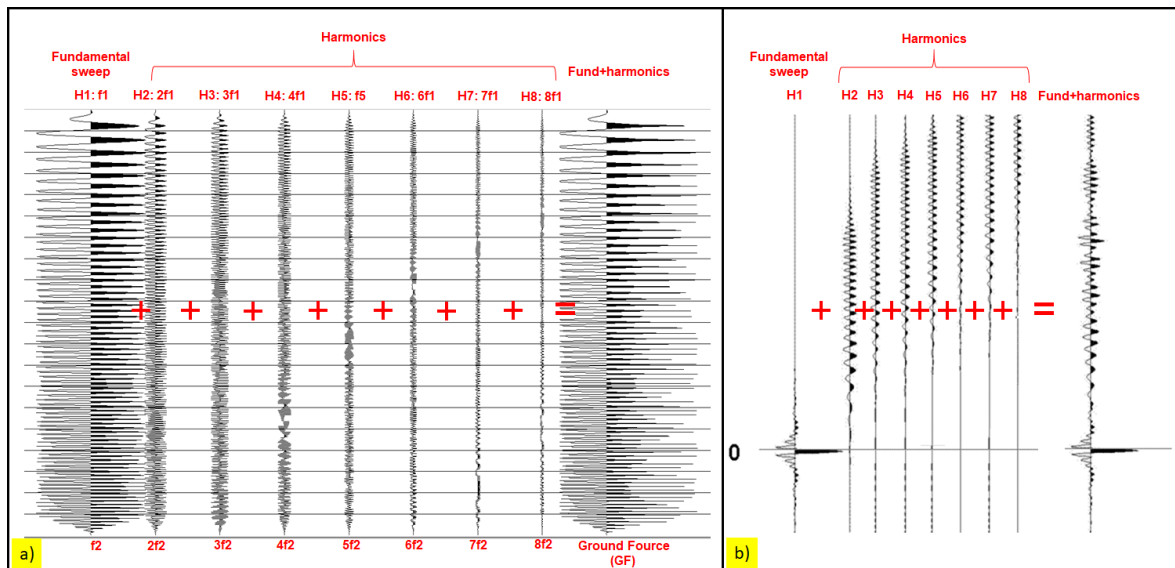 Harmonics
Fundamental
sweep
Fund+harmonics
H1: f1 H2: 2f1 H3: 3f1 H4: 4f1 H5: f5 H6: 6f1 H7: 7f1 H8: 8f1
+ + + + + + + =
f2 2f2 3f2 4f2 5f2 6f2 7f2 8f2 Ground Fource
(GF)
a)
Harmonics
Fundamental
sweep
H1 H2 H3 H4 H5 H6 H7 H8 Fund+harmonics
+ + + + + + + =
0
b)